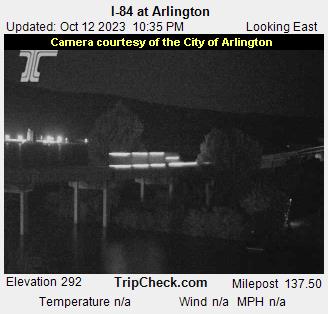 I-84 at Arlington
Updated: Oct 12 2023 10:35 PM Looking East
Camera courtesy of the City of Arlington
Elevation 292 TripCheck.com Milepost 137.50
Temperature n/a Wind n/a MPH n/a